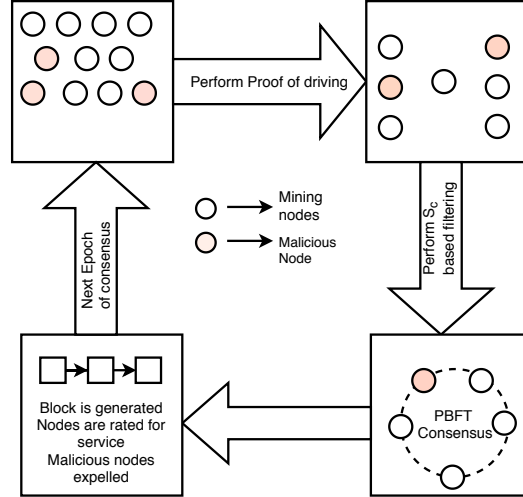 Perform Proof of driving
Mining
nodes
Malicious
Node
Perform S_c
based filtering
Next Epoch
of consensus
Block is generated
Nodes are rated for
service
Malicious nodes
expelled
PBFT
Consensus